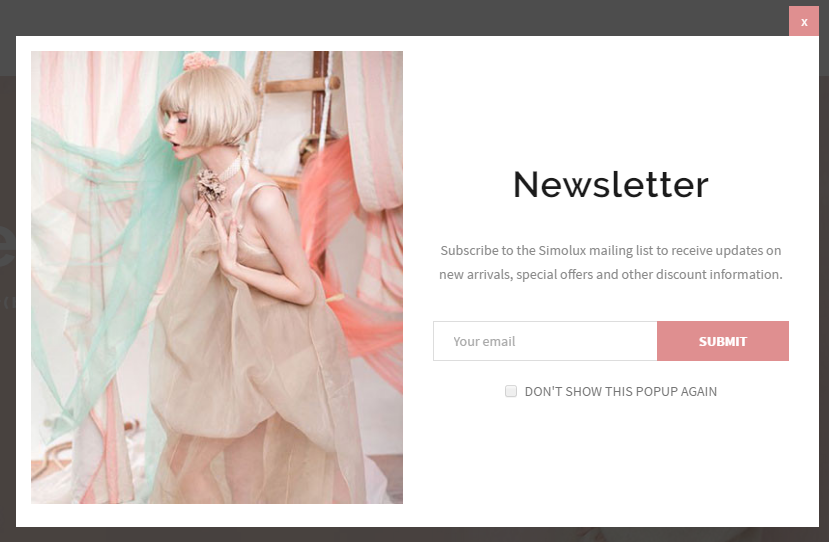 x
Newsletter
Subscribe to the Simolux mailing list to receive updates on
new arrivals, special offers and other discount information.
Your email
SUBMIT
DON'T SHOW THIS POPUP AGAIN